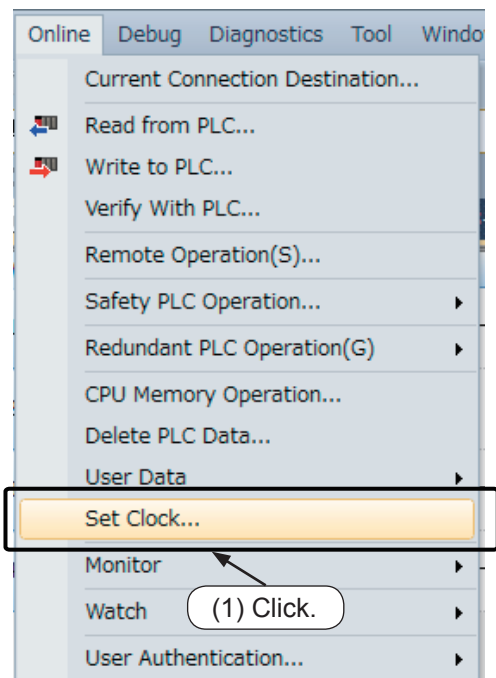 Online Debug Diagnostics Tool Windo
Current Connection Destination...
Read from PLC...
Write to PLC...
Verify With PLC...
Remote Operation(S)...
Safety PLC Operation...
Redundant PLC Operation(G)
CPU Memory Operation...
Delete PLC Data...
User Data
Set Clock...
Monitor
Watch
(1) Click.
User Authentication...